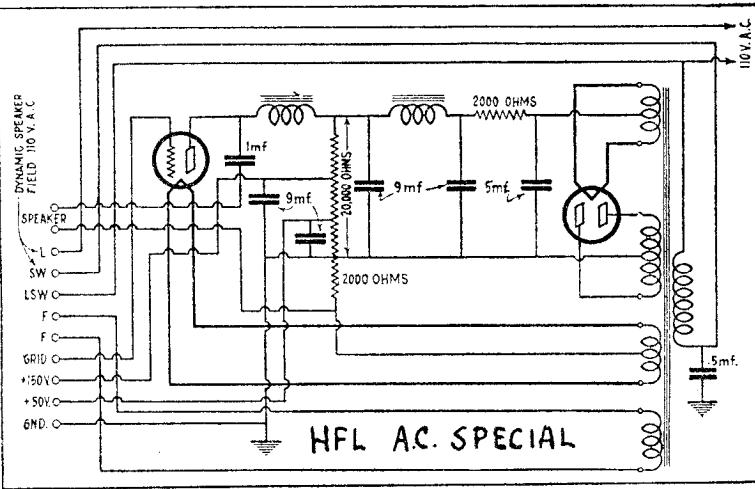 110 V. A.C
DYNAMIC SPEAKER
FIELD 110 V. A.C
2000 OHMS
1mf
20,000 OHMS
9mf
9mf
5mf
SPEAKER
L
SW
LSW
F
F
GRID
+150V.
+50V.
GND.
2000 OHMS
.5mf.
HFL A.C. SPECIAL